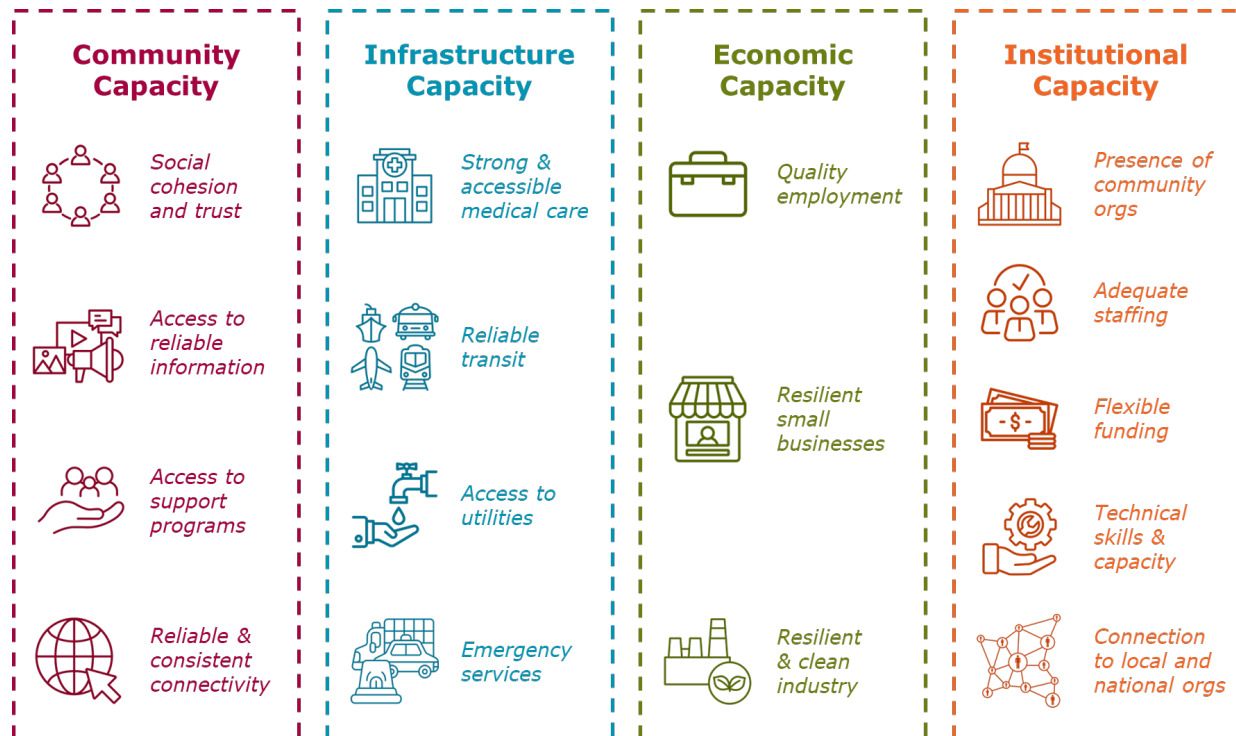 Community
Capacity
Social
cohesion
and trust
Access to
reliable
information
Access to
support
programs
Reliable &
consistent
connectivity
Infrastructure
Capacity
Strong &
accessible
medical care
Reliable
transit
Access to
utilities
Emergency
services
Economic
Capacity
Quality
employment
Resilient
small
businesses
Resilient
& clean
industry
Institutional
Capacity
Presence of
community
orgs
Adequate
staffing
Flexible
funding
-$-
Technical
skills &
capacity
Connection
to local and
national orgs